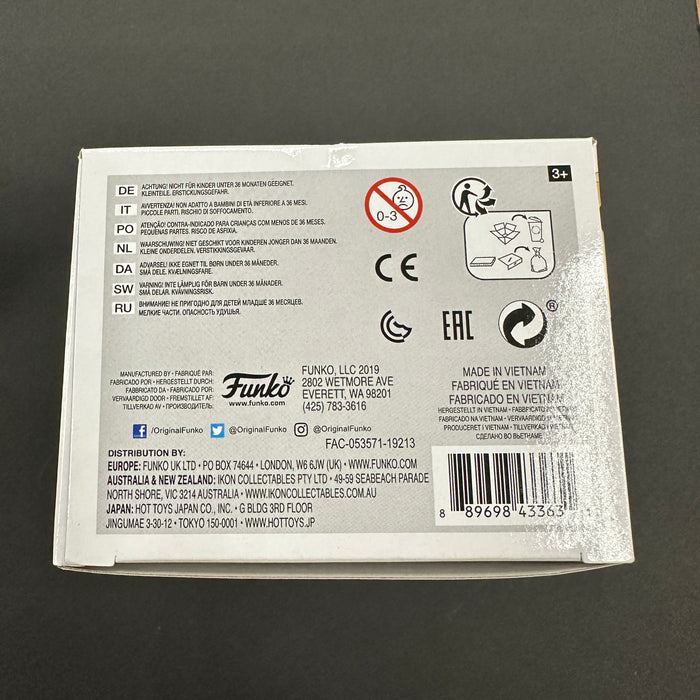 3+
DE ACHTUNG! NICHT FÜR KINDER UNTER 36 MONATEN GEEIGNET.
KLEINTEILE. ERSTICKUNGSGEFAHR.
IT AVVERTENZA! NON ADATTO A BAMBINI DI ETÀ INFERIORE A 36 MESI.
PICCOLE PARTI. RISCHIO DI SOFFOCAMENTO.
PO ATENÇÃO! CONTRA-INDICADO PARA CRIANÇAS COM MENOS DE 36 MESES.
PEQUENAS PARTES. RISCO DE ASFIXIA.
NL WAARSCHUWING! NIET GESCHIKT VOOR KINDEREN JONGER DAN 36 MAANDEN.
KLEINE ONDERDELEN. VERSTIKKINGSGEVAAR.
DA ADVARSEL! IKKE EGNET TIL BØRN UNDER 36 MÅNEDER.
SMÅ DELE. KVÆLNINGSFARE.
SW VARNING! INTE LÄMPLIG FÖR BARN UNDER 36 MÅNADER.
SMÅ DELAR. KVÄVNINGSRISK.
RU ВНИМАНИЕ! НЕ ПРИГОДНО ДЛЯ ДЕТЕЙ МЛАДШЕ 36 МЕСЯЦЕВ.
МЕЛКИЕ ЧАСТИ. ОПАСНОСТЬ УДУШЬЯ.
0-3
CE
EAC
®
MANUFACTURED BY • FABRIQUÉ PAR:
FABRICADO POR • HERGESTELLT DURCH:
FABBRICATO DA • FABRICADO POR:
VERVAARDIGD DOOR • FREMSTILLET AF:
TILLVERKAD AV • ПРОИЗВОДИТЕЛЬ:
Funko
www.funko.com
FUNKO, LLC 2019
2802 WETMORE AVE
EVERETT, WA 98201
(425) 783-3616
MADE IN VIETNAM
FABRIQUÉ EN VIETNAM
FABRICADO EN VIETNAM
HERGESTELLT IN VIETNAM • FABBRICATO
FABRICADO NO VIETNAM • VERVAARDIGD
PRODUCERET I VIETNAM • TILLVERKAD I VIETNAM
СДЕЛАНО ВО ВЬЕТНАМЕ
/OriginalFunko @OriginalFunko @OriginalFunko
FAC-053571-19213
DISTRIBUTION BY:
EUROPE: FUNKO UK LTD • PO BOX 74644 • LONDON, W6 6JW (UK) • WWW.FUNKO.COM
AUSTRALIA & NEW ZEALAND: IKON COLLECTABLES PTY LTD • 49-59 SEABEACH PARADE
NORTH SHORE, VIC 3214 AUSTRALIA • WWW.IKONCOLLECTABLES.COM.AU
JAPAN: HOT TOYS JAPAN CO., INC. • G BLDG 3RD FLOOR
JINGUMAE 3-30-12 • TOKYO 150-0001 • WWW.HOTTOYS.JP
8 89698 43363